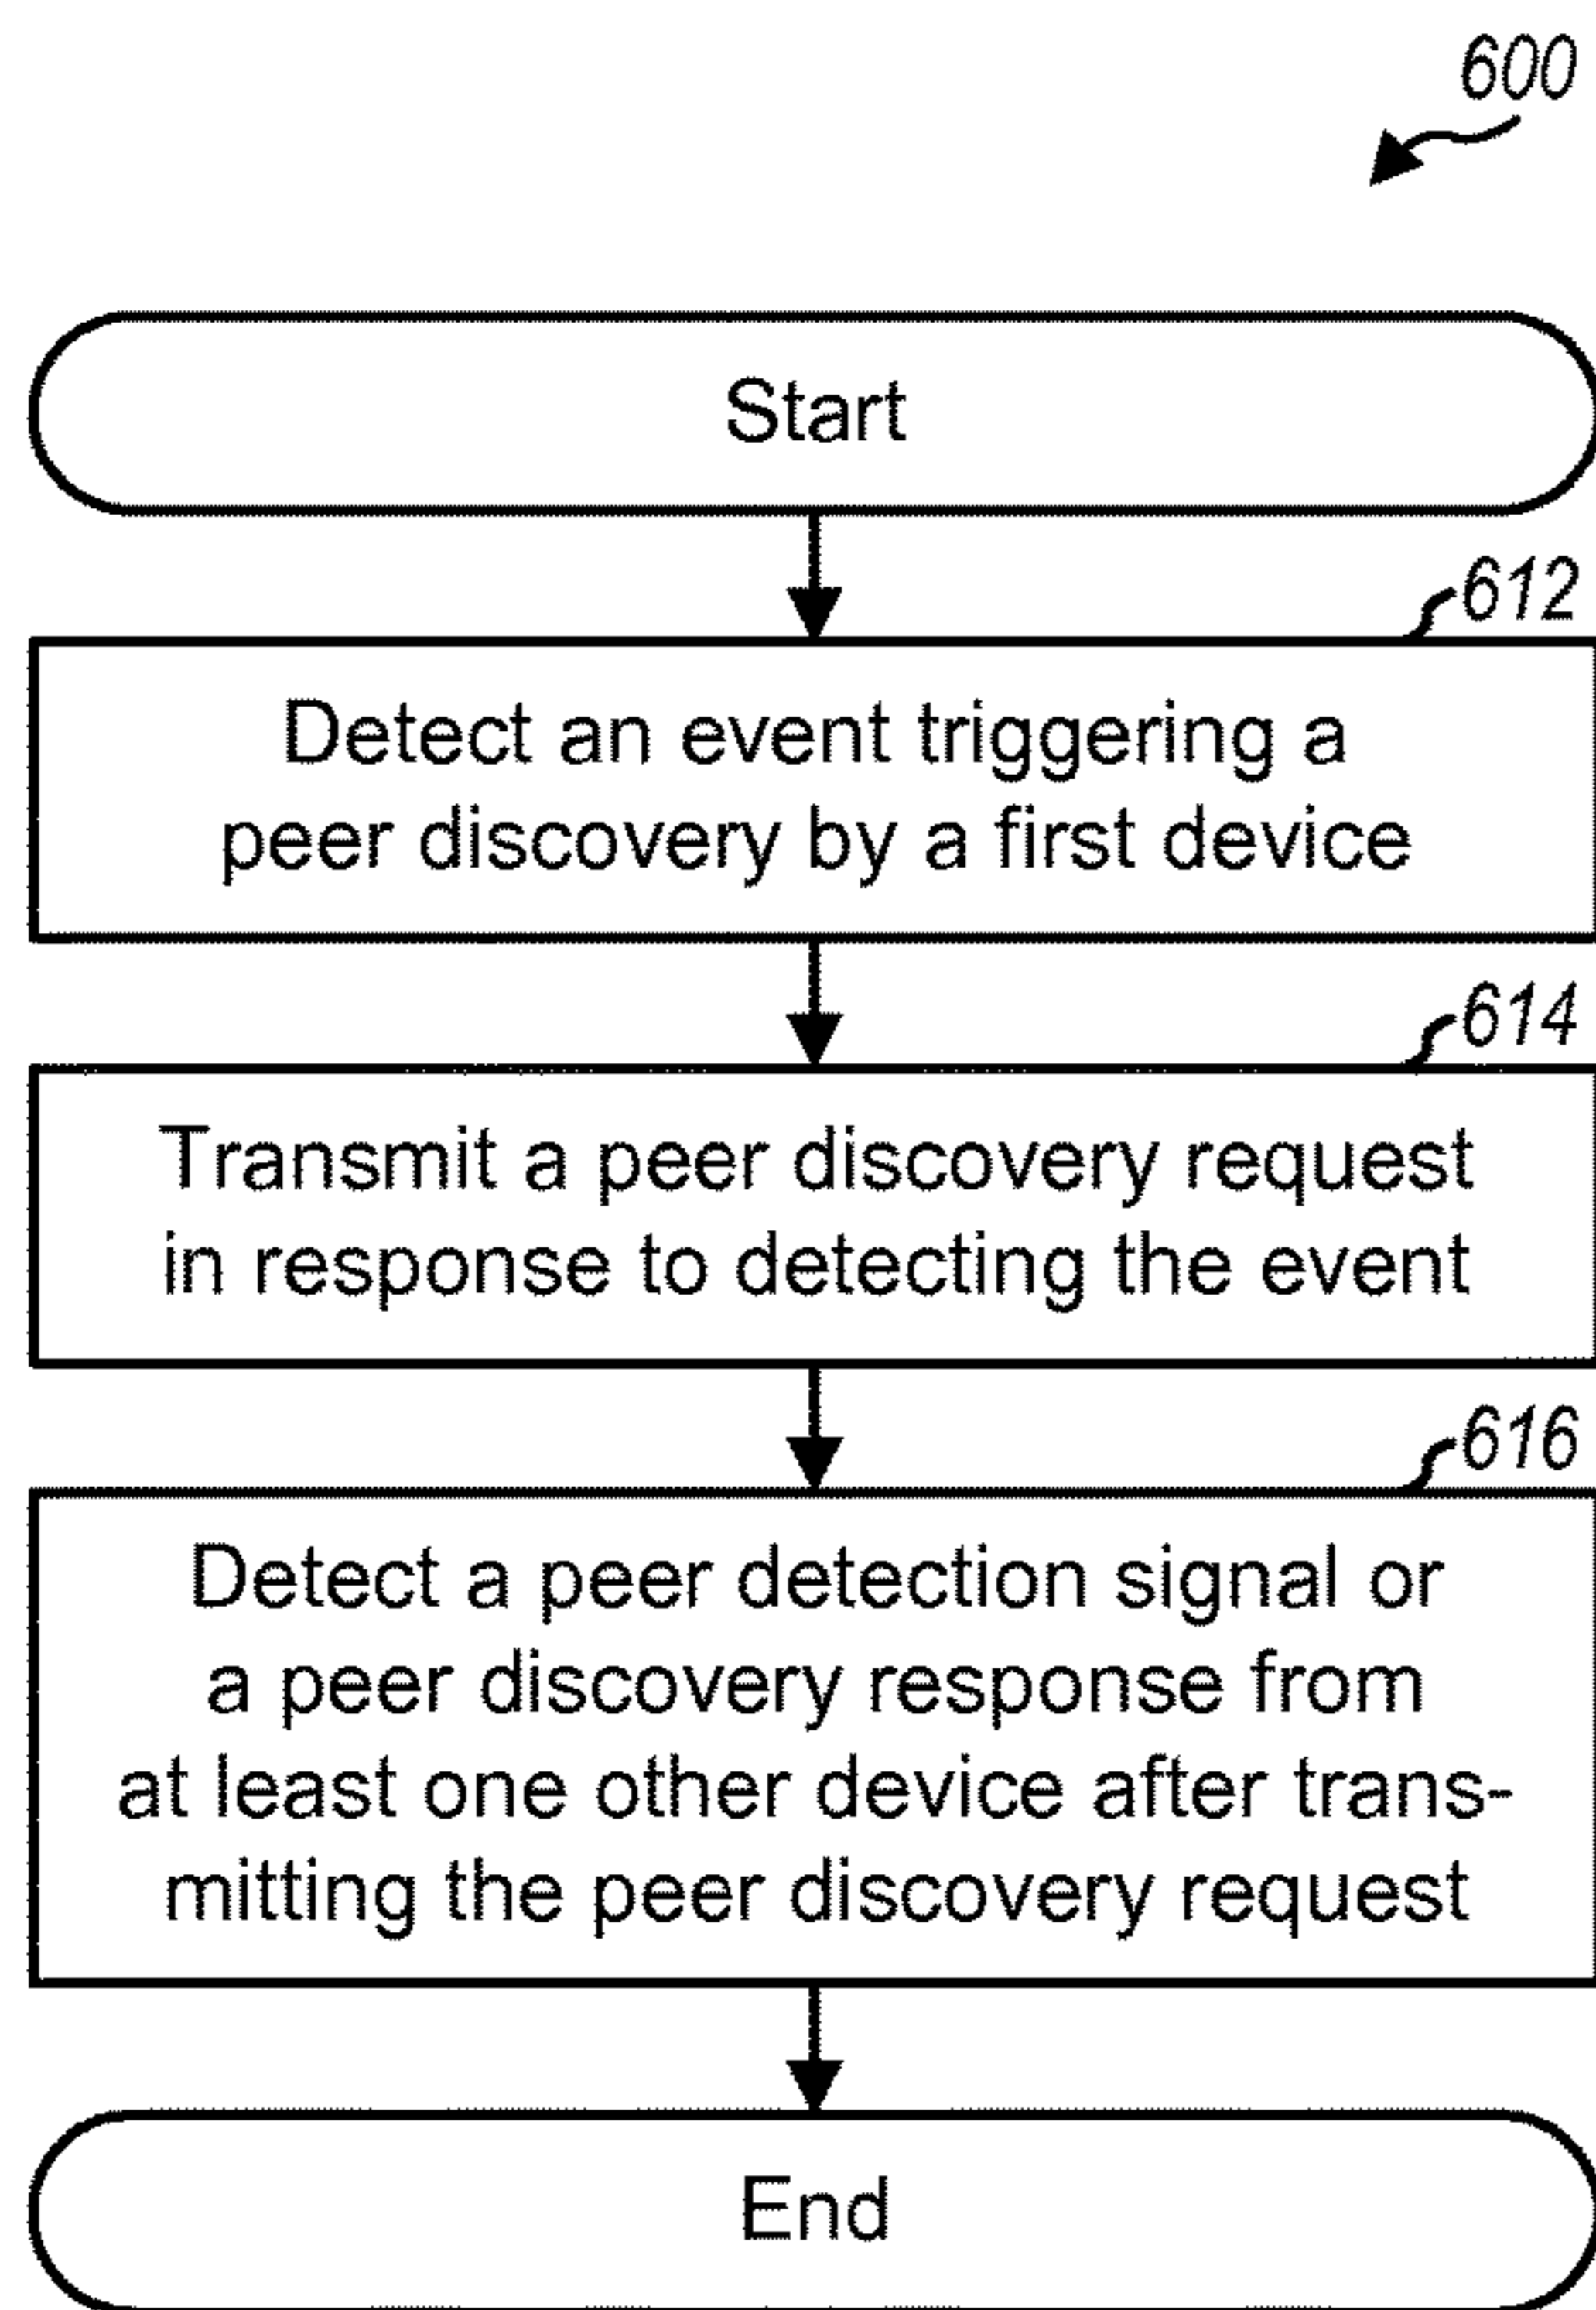 600
Start
612
Detect an event triggering a
peer discovery by a first device
614
Transmit a peer discovery request
in response to detecting the event
616
Detect a peer detection signal or
a peer discovery response from
at least one other device after trans-
mitting the peer discovery request
End